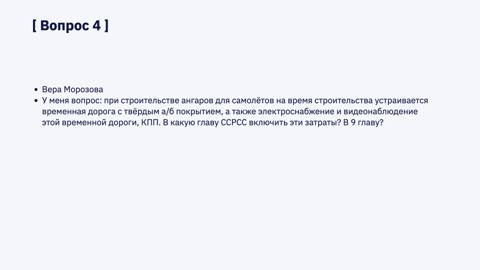 [ Вопрос 4 ]
• Вера Морозова
• У меня вопрос: при строительстве ангаров для самолётов на время строительства устраивается
временная дорога с твёрдым а/б покрытием, а также электроснабжение и видеонаблюдение
этой временной дороги, КПП. В какую главу ССРСС включить эти затраты? В 9 главу?